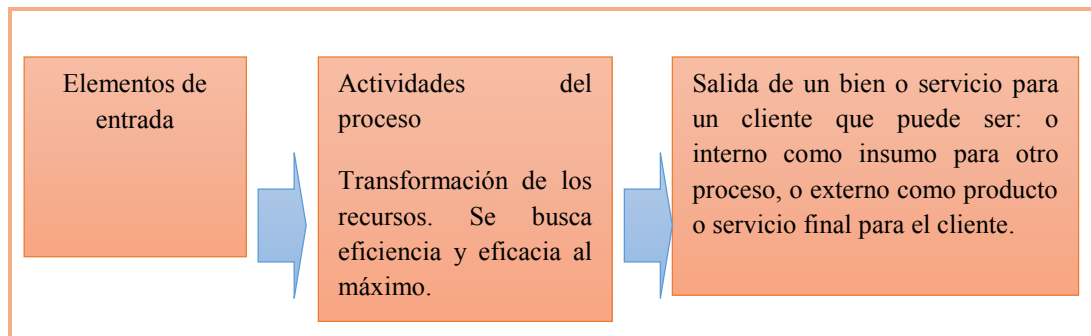 Elementos de
entrada
Actividades del
proceso
Transformación de los
recursos. Se busca
eficiencia y eficacia al
máximo.
Salida de un bien o servicio para
un cliente que puede ser: o
interno como insumo para otro
proceso, o externo como producto
o servicio final para el cliente.